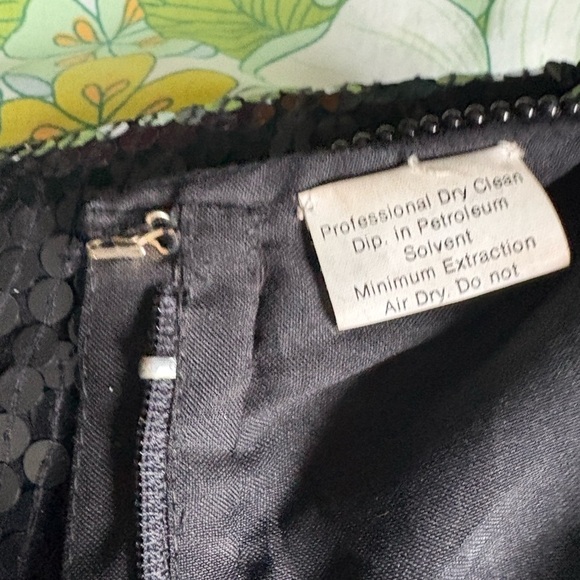 Professional Dry Clean
Dip. in Petroleum
Solvent
Minimum Extraction
Air Dry. Do not